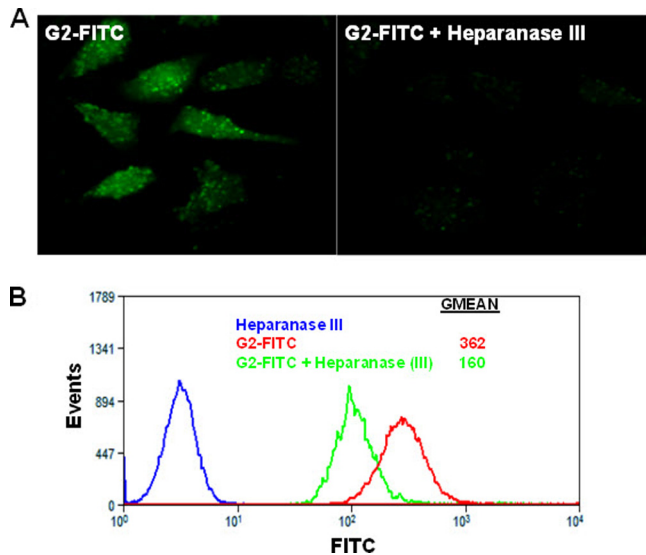 A
G2-FITC
G2-FITC + Heparanase III
B
GMEAN
Heparanase III
G2-FITC 362
G2-FITC + Heparanase (III) 160
Events
1789
1341
894
447
0
10⁰ 10¹ 10² 10³ 10⁴
FITC